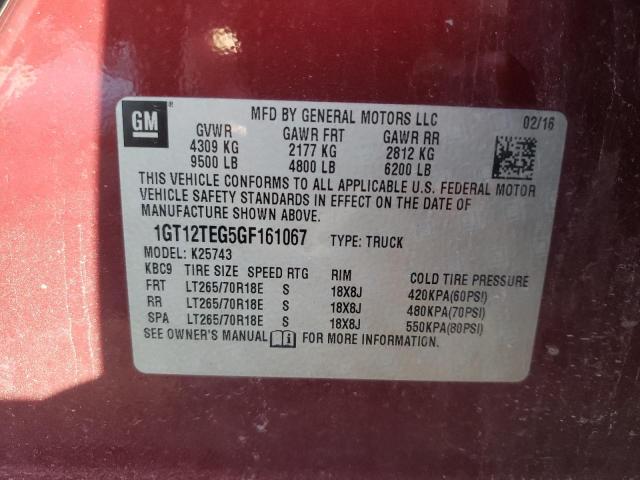 GM ®
MFD BY GENERAL MOTORS LLC 02/16
GVWR GAWR FRT GAWR RR
4309 KG 2177 KG 2812 KG
9500 LB 4800 LB 6200 LB
THIS VEHICLE CONFORMS TO ALL APPLICABLE U.S. FEDERAL MOTOR
VEHICLE SAFETY STANDARDS IN EFFECT ON THE DATE OF
MANUFACTURE SHOWN ABOVE.
1GT12TEG5GF161067 TYPE: TRUCK
MODEL: K25743
KBC9 TIRE SIZE SPEED RTG RIM COLD TIRE PRESSURE
FRT LT265/70R18E S 18X8J 420KPA(60PSI)
RR LT265/70R18E S 18X8J 480KPA(70PSI)
SPA LT265/70R18E S 18X8J 550KPA(80PSI)
SEE OWNER'S MANUAL FOR MORE INFORMATION.